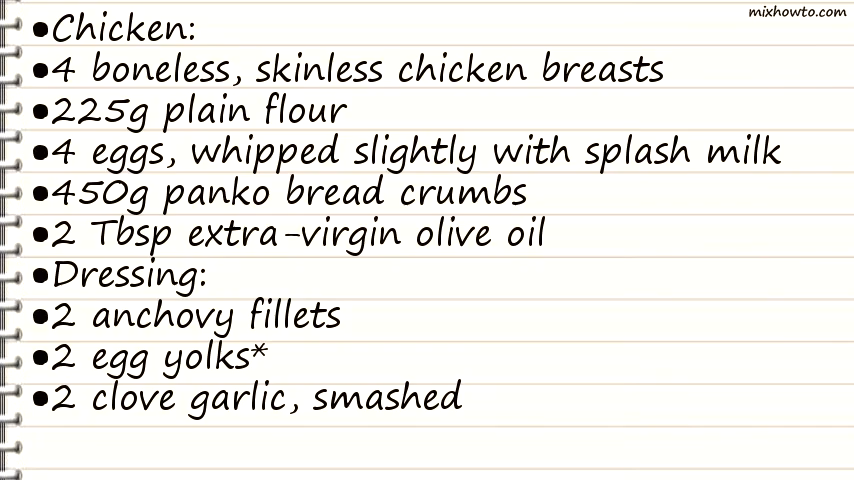 mixhowto.com
•Chicken:
•4 boneless, skinless chicken breasts
•225g plain flour
•4 eggs, whipped slightly with splash milk
•450g panko bread crumbs
•2 Tbsp extra-virgin olive oil
•Dressing:
•2 anchovy fillets
•2 egg yolks*
•2 clove garlic, smashed